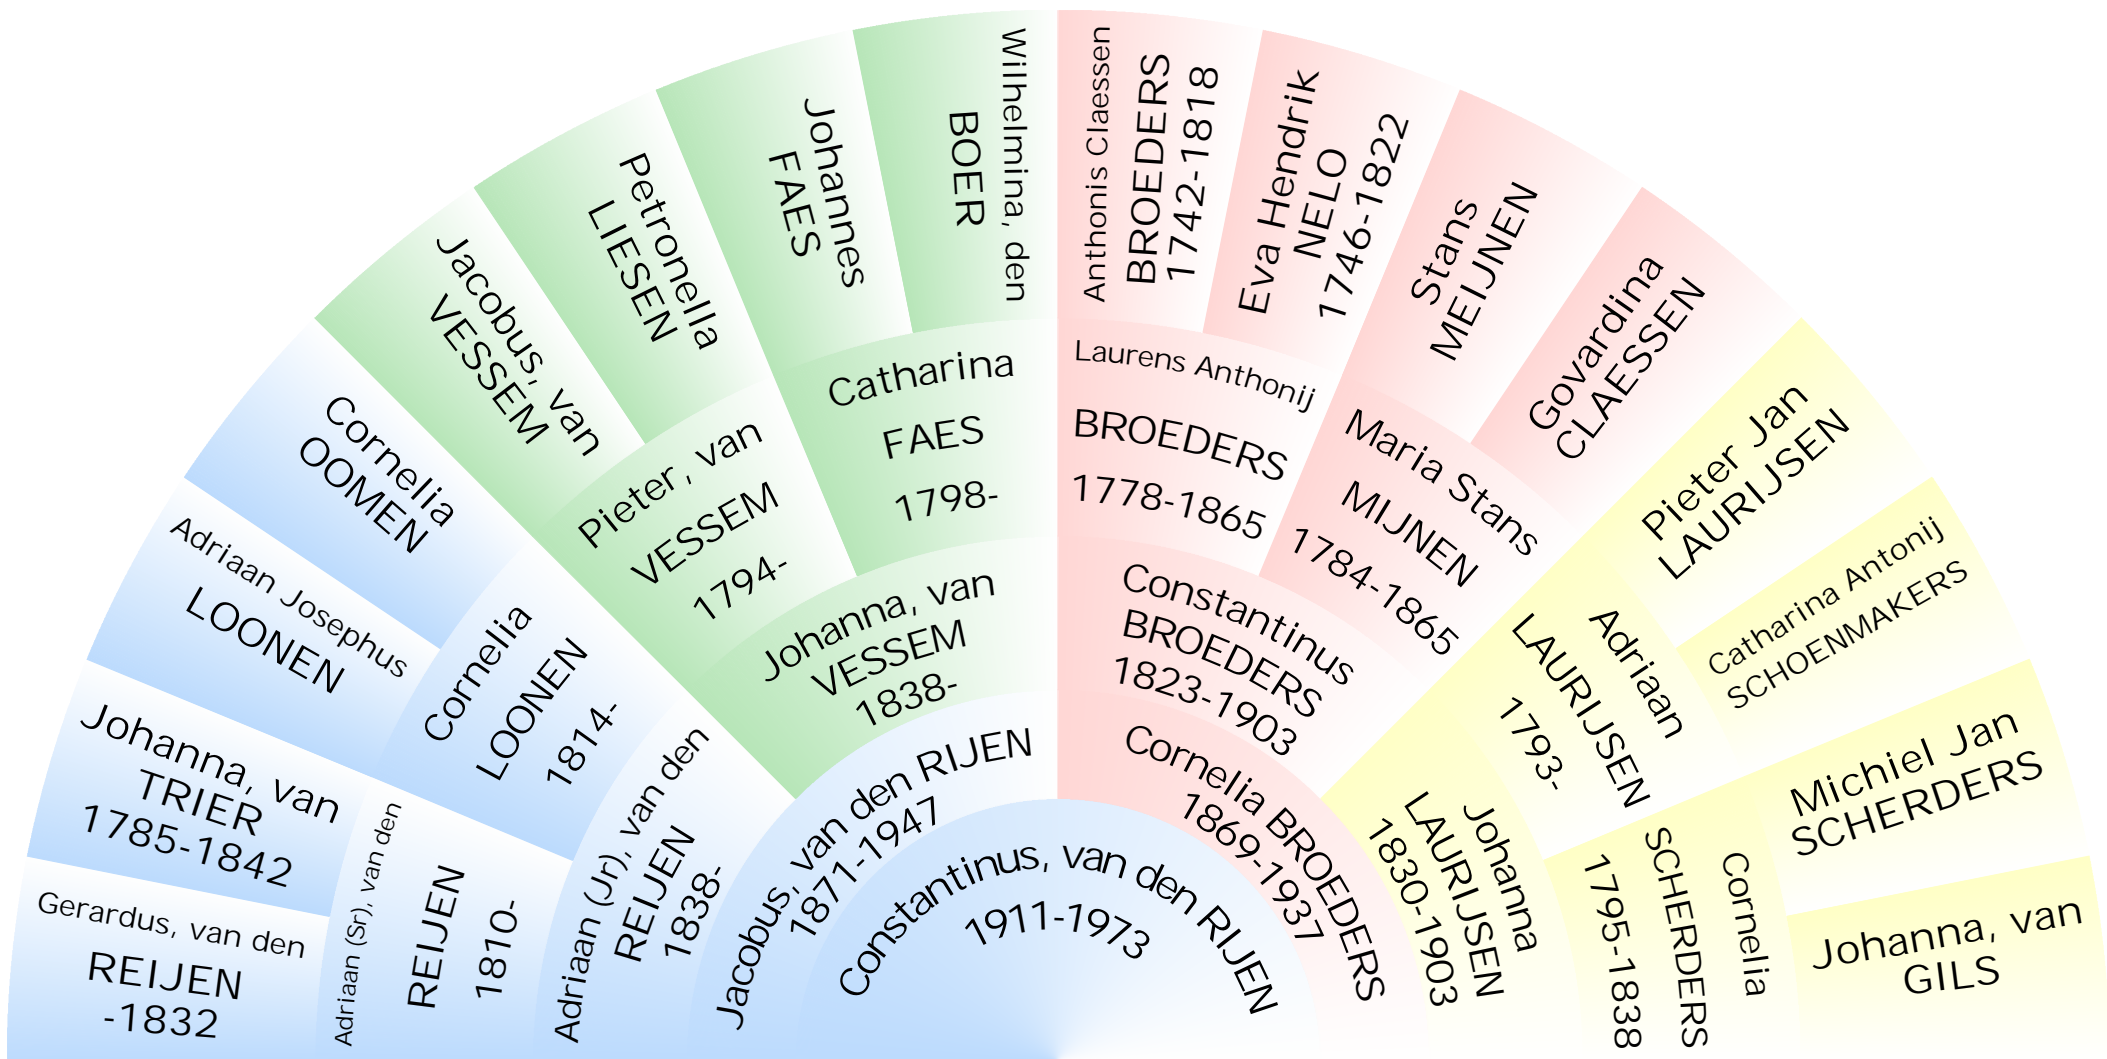 Constantinus, van den RIJEN
1911-1973
Jacobus, van den RIJEN
1871-1947
Cornelia BROEDERS
1869-1937
Adriaan (Jr), van den
REIJEN
1838-
Johanna, van
VESSEM
1838-
Constantinus
BROEDERS
1823-1903
Johanna
LAURIJSEN
1830-1903
Adriaan (Sr), van den
REIJEN
1810-
Cornelia
LOONEN
1814-
Pieter, van
VESSEM
1794-
Catharina
FAES
1798-
Laurens Anthonij
BROEDERS
1778-1865
Maria Stans
MIJNEN
1784-1865
Adriaan
LAURIJSEN
1793-
Cornelia
SCHERDERS
1795-1838
Gerardus, van den
REIJEN
-1832
Johanna, van
TRIER
1785-1842
Adriaan Josephus
LOONEN
Cornelia
OOMEN
Jacobus, van
VESSEM
Petronella
LIESEN
Johannes
FAES
Wilhelmina, den
BOER
Anthonis Claessen
BROEDERS
1742-1818
Eva Hendrik
NELO
1746-1822
Stans
MEIJNEN
Govardina
CLAESSEN
Pieter Jan
LAURIJSEN
Catharina Antonij
SCHOENMAKERS
Michiel Jan
SCHERDERS
Johanna, van
GILS